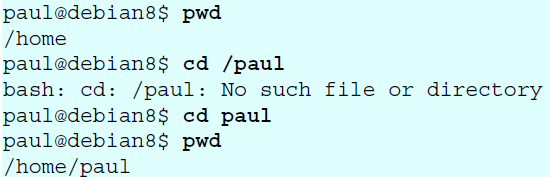 paul@debian8$ pwd
/home
paul@debian8$ cd /paul
bash: cd: /paul: No such file or directory
paul@debian8$ cd paul
paul@debian8$ pwd
/home/paul